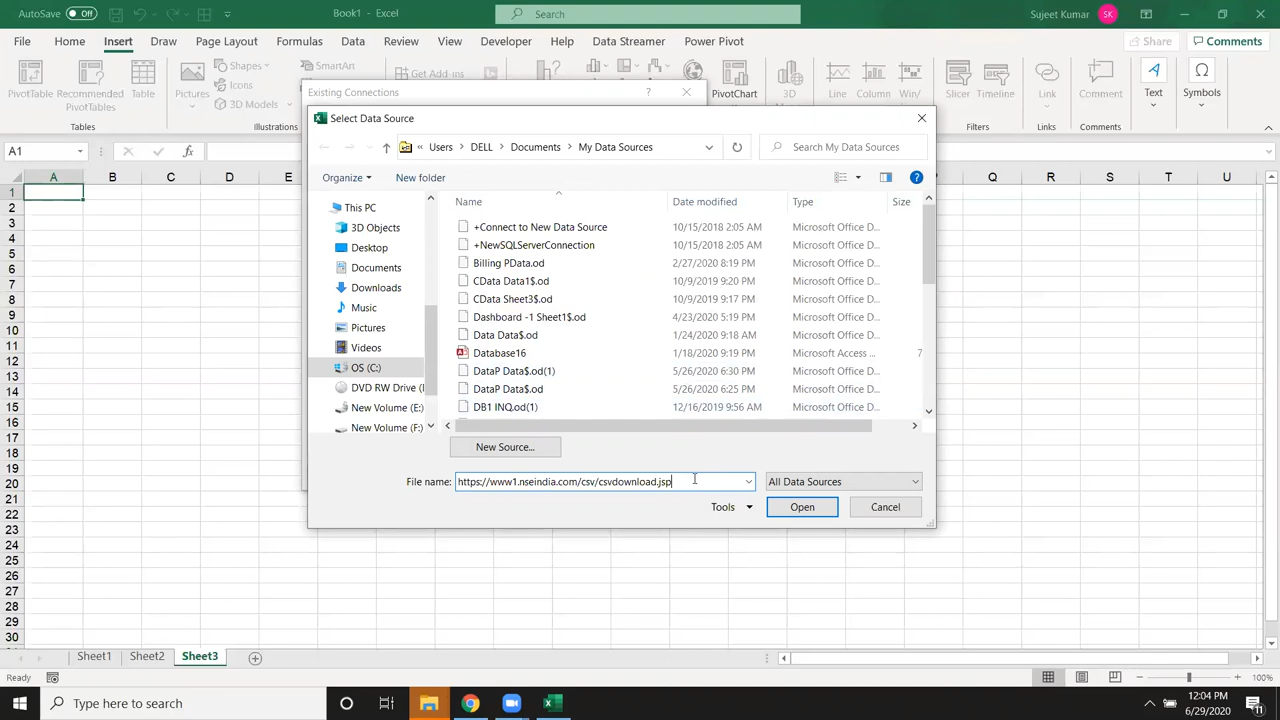 AutoSave Off Book1 - Excel Search Sujeet Kumar SK
File Home Insert Draw Page Layout Formulas Data Review View Developer Help Data Streamer Power Pivot Share Comments
PivotTable Recommended PivotTables Table Pictures Shapes Icons 3D Models SmartArt Get Add-ins PivotChart 3D Line Column Win/ Slicer Timeline Link Comment Text Symbols
Tables Illustrations Filters Links Comments
Existing Connections ?
Select Data Source
A1 fx
« Users DELL Documents My Data Sources Search My Data Sources
Organize New folder
A B C D E Q R S T U
Name Date modified Type Size
This PC
3D Objects
Desktop
Documents
Downloads
Music
Pictures
Videos
OS (C:)
DVD RW Drive (
New Volume (E:)
New Volume (F:)
+Connect to New Data Source 10/15/2018 2:05 AM Microsoft Office D...
+NewSQLServerConnection 10/15/2018 2:05 AM Microsoft Office D...
Billing PData.od 2/27/2020 8:19 PM Microsoft Office D...
CData Data1$.od 10/9/2019 9:20 PM Microsoft Office D...
CData Sheet3$.od 10/9/2019 9:17 PM Microsoft Office D...
Dashboard -1 Sheet1$.od 4/23/2020 5:19 PM Microsoft Office D...
Data Data$.od 1/24/2020 9:18 AM Microsoft Office D...
Database16 1/18/2020 9:19 PM Microsoft Access ... 7
DataP Data$.od(1) 5/26/2020 6:30 PM Microsoft Office D...
DataP Data$.od 5/26/2020 6:25 PM Microsoft Office D...
DB1 INQ.od(1) 12/16/2019 9:56 AM Microsoft Office D...
New Source...
File name: https://www1.nseindia.com/csv/csvdownload.jsp All Data Sources
Tools Open Cancel
1
2
3
4
5
6
7
8
9
10
11
12
13
14
15
16
17
18
19
20
21
22
23
24
25
26
27
28
29
30
Sheet1 Sheet2 Sheet3
Ready 100%
Type here to search 12:04 PM
6/29/2020 11